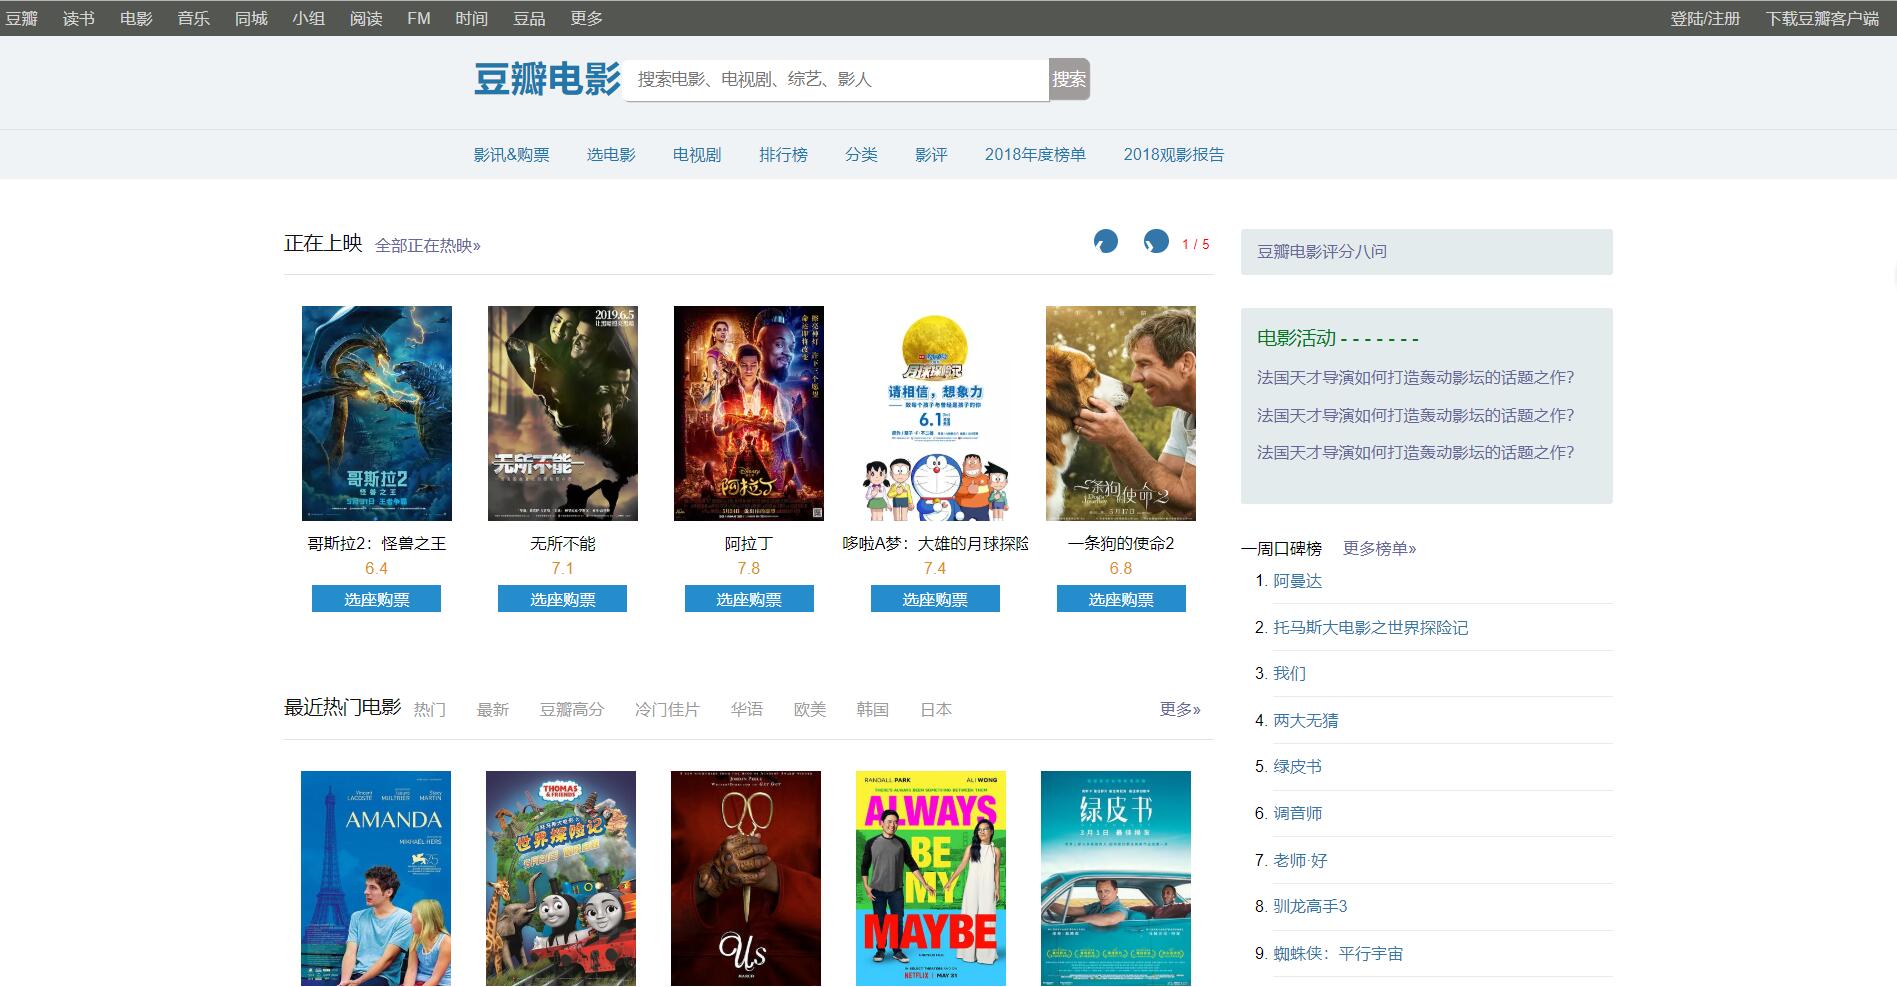 豆瓣 读书 电影 音乐 同城 小组 阅读 FM 时间 豆品 更多 登陆/注册 下载豆瓣客户端
豆瓣电影 搜索电影、电视剧、综艺、影人 搜索
影讯&购票 选电影 电视剧 排行榜 分类 影评 2018年度榜单 2018观影报告
正在上映 全部正在热映» 1 / 5
2019.6.5
无所不能
哥斯拉2
怪兽之王
阿拉丁
请相信，想象力
6.1
一条狗的使命2
5月17日
哥斯拉2：怪兽之王 无所不能 阿拉丁 哆啦A梦：大雄的月球探险 一条狗的使命2
6.4 7.1 7.8 7.4 6.8
选座购票 选座购票 选座购票 选座购票 选座购票
最近热门电影 热门 最新 豆瓣高分 冷门佳片 华语 欧美 韩国 日本 更多»
AMANDA
MIKHAËL HERS
THOMAS
& FRIENDS
世界探险记
Us
RANDALL PARK ALI WONG
ALWAYS
BE
MY
MAYBE
NETFLIX | MAY 31
绿皮书
3月1日
豆瓣电影评分八问
电影活动 - - - - - - -
法国天才导演如何打造轰动影坛的话题之作?
法国天才导演如何打造轰动影坛的话题之作?
法国天才导演如何打造轰动影坛的话题之作?
一周口碑榜 更多榜单»
1. 阿曼达
2. 托马斯大电影之世界探险记
3. 我们
4. 两大无猜
5. 绿皮书
6. 调音师
7. 老师·好
8. 驯龙高手3
9. 蜘蛛侠：平行宇宙